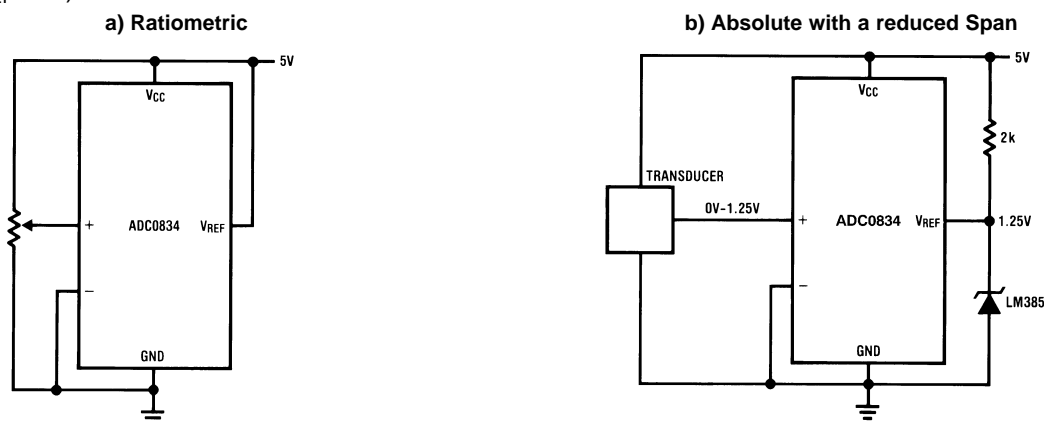 a) Ratiometric
5V
VCC
+
ADC0834
VREF
−
GND
b) Absolute with a reduced Span
5V
VCC
2k
TRANSDUCER
0V–1.25V
+
ADC0834
VREF
1.25V
−
LM385
GND